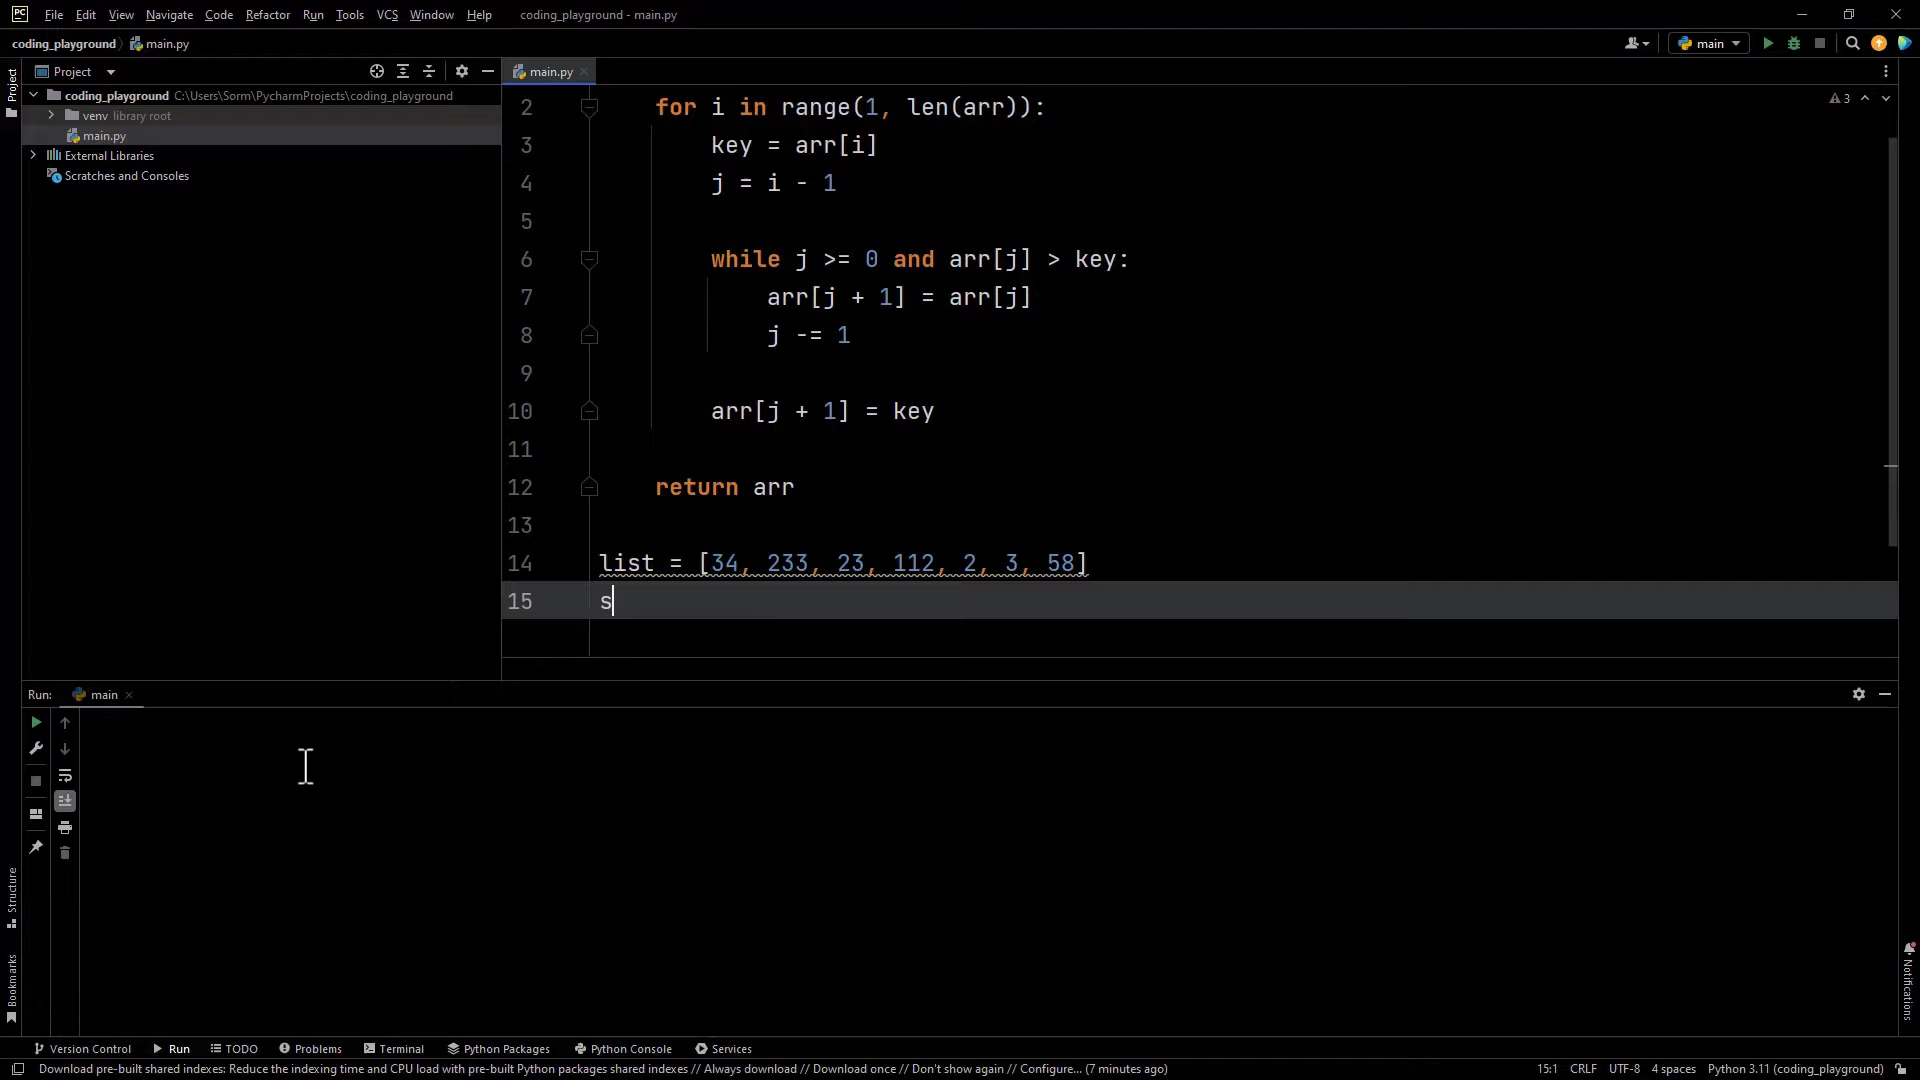 PC File Edit View Navigate Code Refactor Run Tools VCS Window Help coding_playground - main.py
coding_playground main.py main
Project main.py
coding_playground C:\Users\Sorm\PycharmProjects\coding_playground
venv library root
main.py
External Libraries
Scratches and Consoles
Project
3
2 for i in range(1, len(arr)):
3 key = arr[i]
4 j = i - 1
5
6 while j >= 0 and arr[j] > key:
7 arr[j + 1] = arr[j]
8 j -= 1
9
10 arr[j + 1] = key
11
12 return arr
13
14 list = [34, 233, 23, 112, 2, 3, 58]
15 s
Run: main
Structure
Bookmarks
Notifications
Version Control Run TODO Problems Terminal Python Packages Python Console Services
Download pre-built shared indexes: Reduce the indexing time and CPU load with pre-built Python packages shared indexes // Always download // Download once // Don't show again // Configure... (7 minutes ago) 15:1 CRLF UTF-8 4 spaces Python 3.11 (coding_playground)